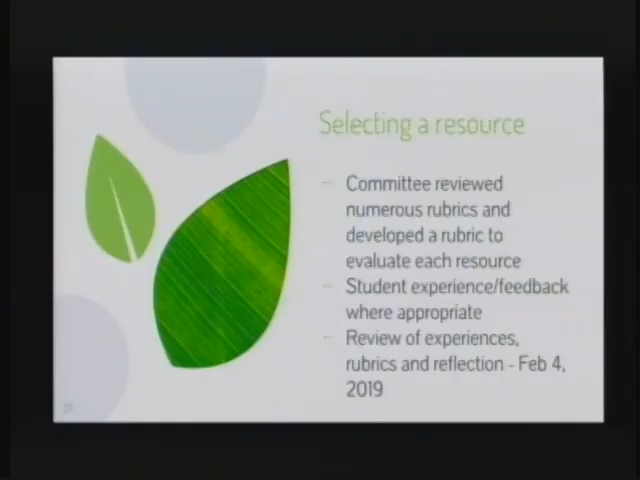 Selecting a resource
– Committee reviewed
numerous rubrics and
developed a rubric to
evaluate each resource
– Student experience/feedback
where appropriate
– Review of experiences,
rubrics and reflection - Feb 4,
2019